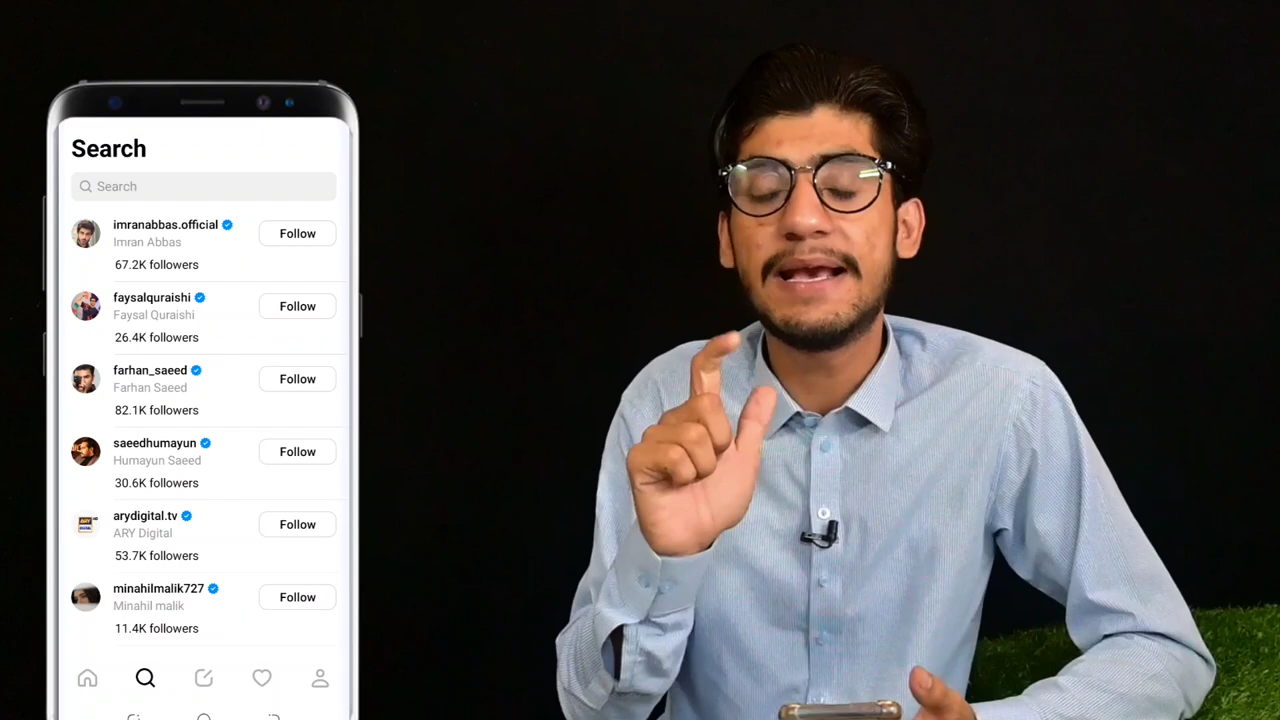 Search
Search
imranabbas.official
Imran Abbas
67.2K followers
Follow
faysalquraishi
Faysal Quraishi
26.4K followers
Follow
farhan_saeed
Farhan Saeed
82.1K followers
Follow
saeedhumayun
Humayun Saeed
30.6K followers
Follow
arydigital.tv
ARY Digital
53.7K followers
Follow
minahilmalik727
Minahil malik
11.4K followers
Follow